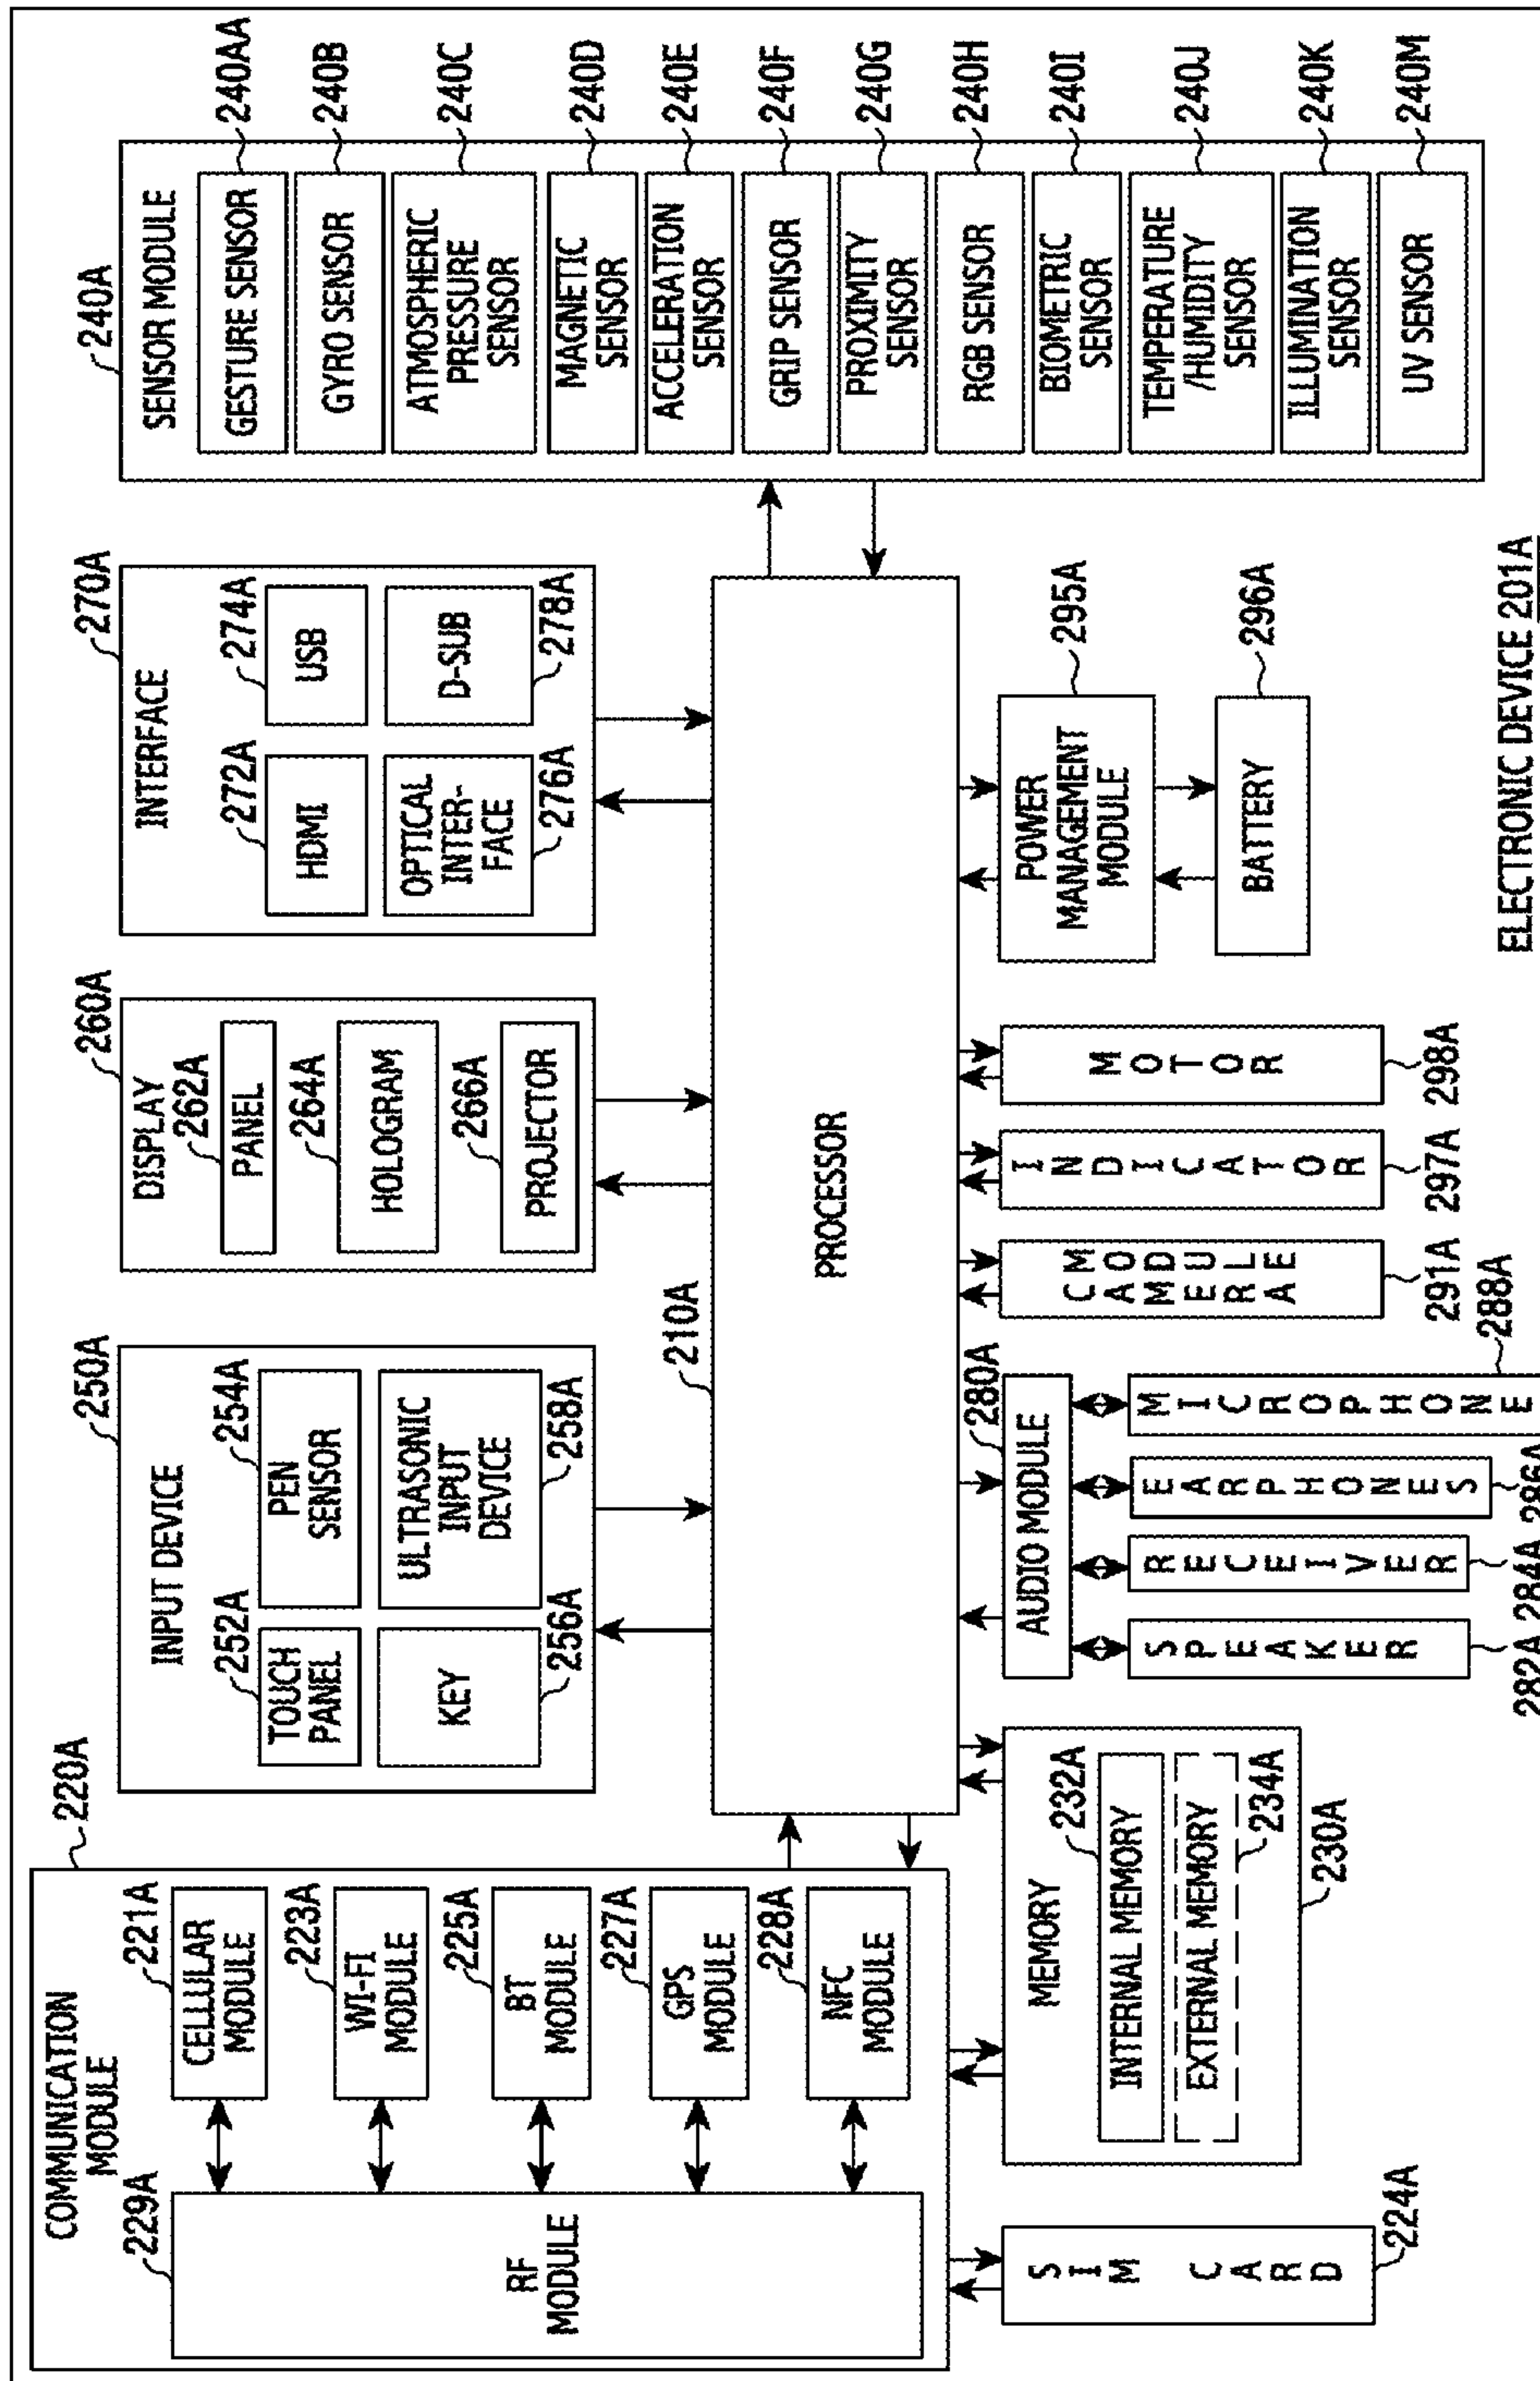 COMMUNICATION
MODULE
220A
229A
RF
MODULE
221A
CELLULAR
MODULE
223A
WI-FI
MODULE
225A
BT
MODULE
227A
GPS
MODULE
228A
NFC
MODULE
INPUT DEVICE
250A
252A
TOUCH
PANEL
254A
PEN
SENSOR
KEY
256A
ULTRASONIC
INPUT
DEVICE
258A
DISPLAY
260A
262A
PANEL
264A
HOLOGRAM
266A
PROJECTOR
INTERFACE
270A
272A
HDMI
274A
USB
OPTICAL
INTER-
FACE
276A
D-SUB
278A
240A
SENSOR MODULE
GESTURE SENSOR
240AA
GYRO SENSOR
240B
ATMOSPHERIC
PRESSURE
SENSOR
240C
MAGNETIC
SENSOR
240D
ACCELERATION
SENSOR
240E
GRIP SENSOR
240F
PROXIMITY
SENSOR
240G
RGB SENSOR
240H
BIOMETRIC
SENSOR
240I
TEMPERATURE
/HUMIDITY
SENSOR
240J
ILLUMINATION
SENSOR
240K
UV SENSOR
240M
210A
PROCESSOR
SIM CARD
224A
MEMORY
232A
INTERNAL MEMORY
EXTERNAL MEMORY
234A
230A
280A
AUDIO MODULE
SPEAKER
282A
RECEIVER
284A
EARPHONES
286A
MICROPHONE
288A
CAMERA
MODULE
291A
INDICATOR
297A
MOTOR
298A
POWER
MANAGEMENT
MODULE
295A
BATTERY
296A
ELECTRONIC DEVICE 201A